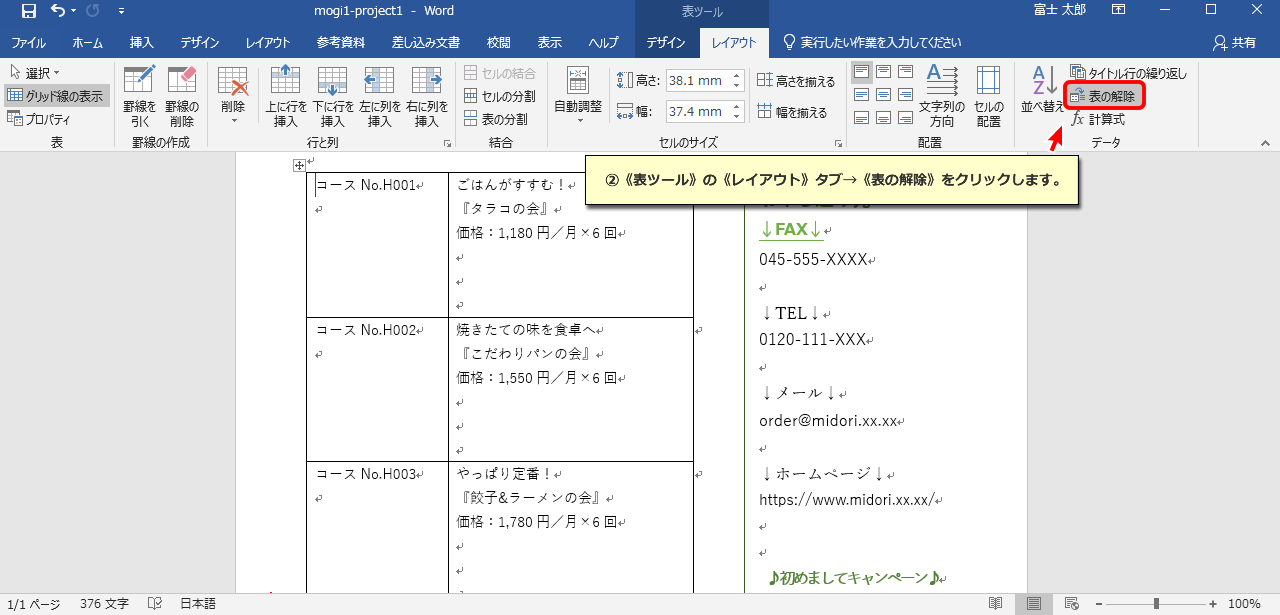 mogi1-project1 - Word
表ツール
富士 太郎
ファイル ホーム 挿入 デザイン レイアウト 参考資料 差し込み文書 校閲 表示 ヘルプ デザイン レイアウト 実行したい作業を入力してください 共有
選択
グリッド線の表示
プロパティ
表
罫線を引く
罫線の削除
罫線の作成
削除
上に行を挿入
下に行を挿入
左に列を挿入
右に列を挿入
行と列
セルの結合
セルの分割
表の分割
結合
自動調整
高さ: 38.1 mm
幅: 37.4 mm
高さを揃える
幅を揃える
セルのサイズ
文字列の方向
セルの配置
配置
並べ替え
タイトル行の繰り返し
表の解除
計算式
データ
②《表ツール》の《レイアウト》タブ→《表の解除》をクリックします。
コース No.H001
ごはんがすすむ！
『タラコの会』
価格：1,180 円／月×6 回
コース No.H002
焼きたての味を食卓へ
『こだわりパンの会』
価格：1,550 円／月×6 回
コース No.H003
やっぱり定番！
『餃子&ラーメンの会』
価格：1,780 円／月×6 回
↓FAX↓
045-555-XXXX
↓TEL↓
0120-111-XXX
↓メール↓
order@midori.xx.xx
↓ホームページ↓
https://www.midori.xx.xx/
♪初めましてキャンペーン♪
1/1 ページ 376 文字 日本語 100%